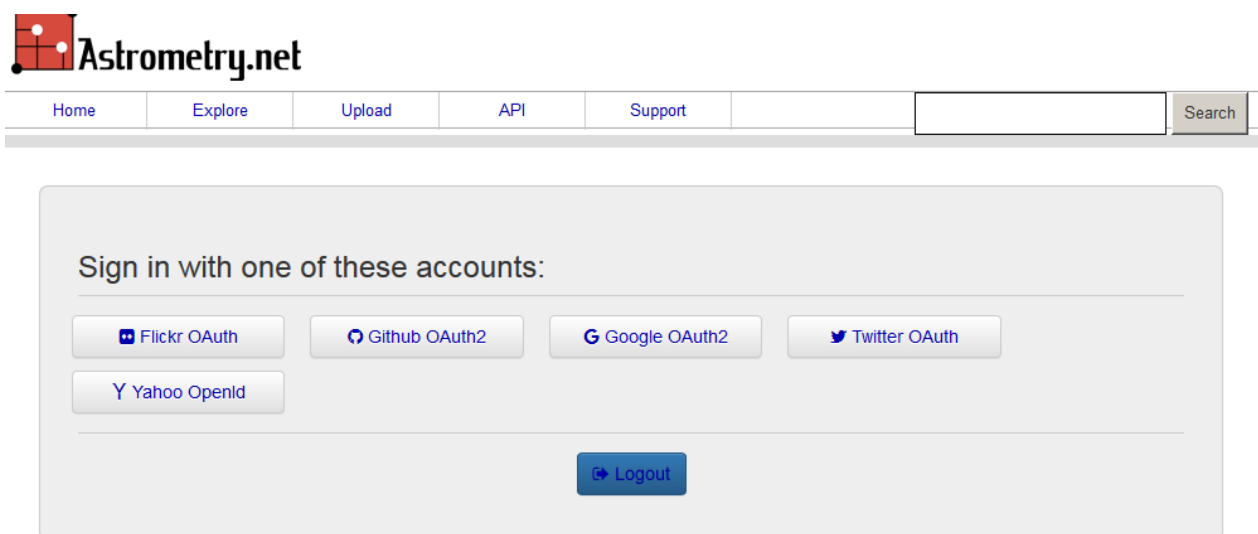 Astrometry.net
Home Explore Upload API Support Search
Sign in with one of these accounts:
Flickr OAuth Github OAuth2 Google OAuth2 Twitter OAuth
Yahoo OpenId
Logout